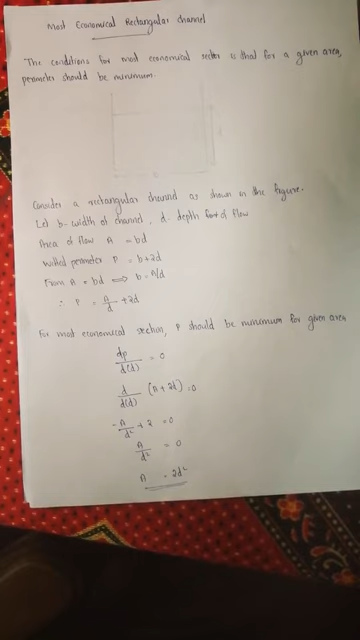 Most Economical Rectangular channel
The conditions for most economical section is that for a given area,
perimeter should be minimum.
Consider a rectangular channel as shown in the figure.
Let b- width of channel, d- depth of flow
Area of flow A = bd
Wetted perimeter P = b+2d
From A = bd ⟹ b = A/d
∴ P = A/d + 2d
For most economical section, P should be minimum for given area
dp/d(d) = 0
d/d(d) (A + 2d) = 0
-A/d² + 2 = 0
A/d² = 0
A = 2d²